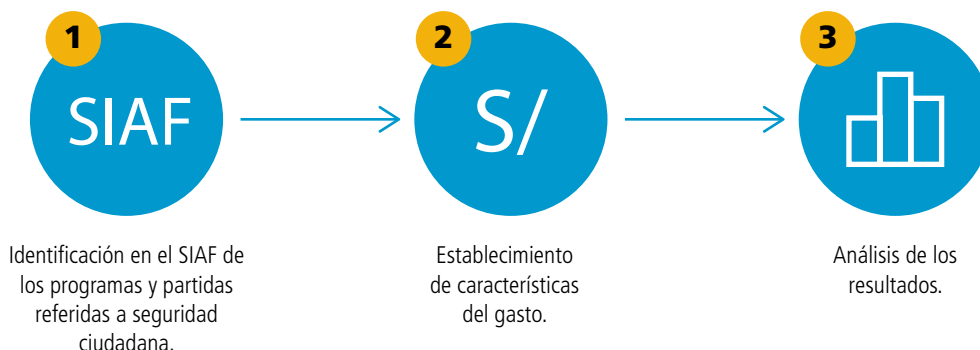 1
SIAF
Identificación en el SIAF de
los programas y partidas
referidas a seguridad
ciudadana.
2
S/
Establecimiento
de características
del gasto.
3
Análisis de los
resultados.